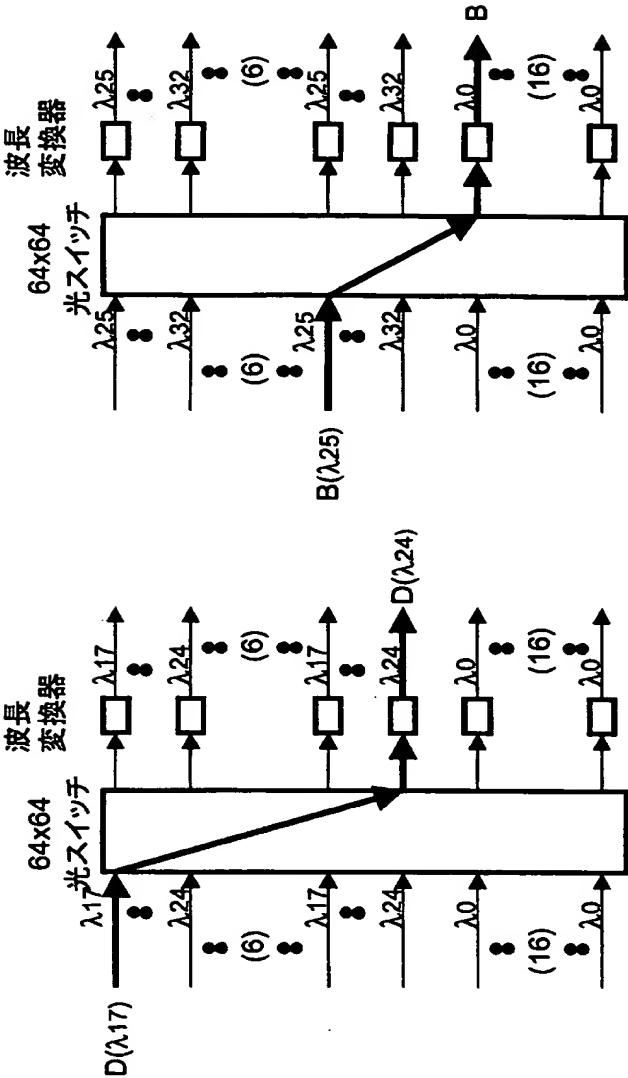 D(λ17)
λ17
λ24
(6)
λ17
λ24
λ0
(16)
λ0
64x64
光スイッチ
波長
変換器
λ17
λ24
(6)
λ17
λ24
D(λ24)
λ0
(16)
λ0
B(λ25)
λ25
λ32
(6)
λ25
λ32
λ0
(16)
λ0
64x64
光スイッチ
波長
変換器
λ25
λ32
(6)
λ25
λ32
λ0
B
(16)
λ0